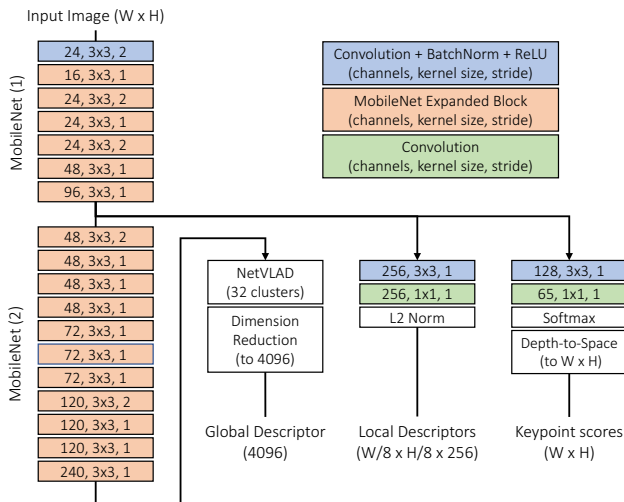 Input Image (W x H)
MobileNet (1)
24, 3x3, 2
16, 3x3, 1
24, 3x3, 2
24, 3x3, 1
24, 3x3, 2
48, 3x3, 1
96, 3x3, 1
Convolution + BatchNorm + ReLU
(channels, kernel size, stride)
MobileNet Expanded Block
(channels, kernel size, stride)
Convolution
(channels, kernel size, stride)
MobileNet (2)
48, 3x3, 2
48, 3x3, 1
48, 3x3, 1
48, 3x3, 1
72, 3x3, 1
72, 3x3, 1
72, 3x3, 1
120, 3x3, 2
120, 3x3, 1
120, 3x3, 1
240, 3x3, 1
NetVLAD
(32 clusters)
Dimension
Reduction
(to 4096)
Global Descriptor
(4096)
256, 3x3, 1
256, 1x1, 1
L2 Norm
Local Descriptors
(W/8 x H/8 x 256)
128, 3x3, 1
65, 1x1, 1
Softmax
Depth-to-Space
(to W x H)
Keypoint scores
(W x H)